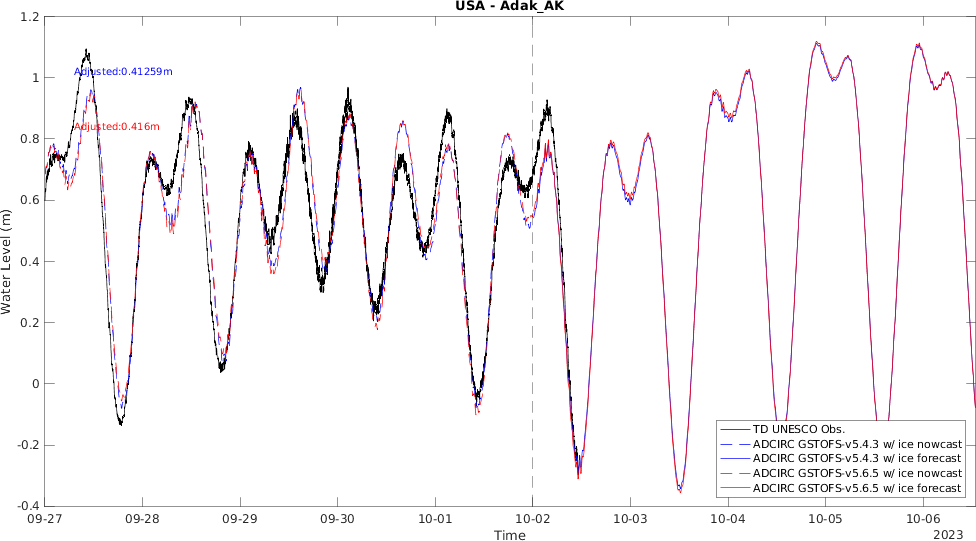 USA - Adak_AK
1.2
1
0.8
0.6
0.4
0.2
0
-0.2
-0.4
Water Level (m)
Adjusted:0.41259m
Adjusted:0.416m
TD UNESCO Obs.
ADCIRC GSTOFS-v5.4.3 w/ ice nowcast
ADCIRC GSTOFS-v5.4.3 w/ ice forecast
ADCIRC GSTOFS-v5.6.5 w/ ice nowcast
ADCIRC GSTOFS-v5.6.5 w/ ice forecast
09-27 09-28 09-29 09-30 10-01 10-02 10-03 10-04 10-05 10-06
Time
2023